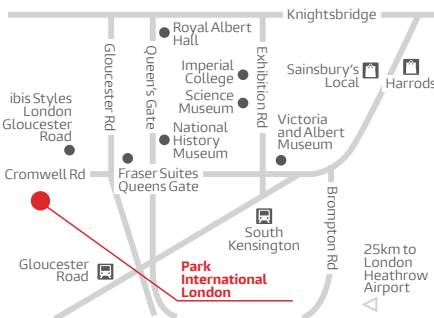 Knightsbridge
Royal Albert
Hall
Gloucester Rd
Queen's Gate
Exhibition Rd
Imperial
College
Sainsbury's
Local
Harrods
Science
Museum
ibis Styles
London
Gloucester
Road
National
History
Museum
Victoria
and Albert
Museum
Cromwell Rd
Fraser Suites
Queens Gate
Brompton Rd
South
Kensington
Gloucester
Road
Park
International
London
25km to
London
Heathrow
Airport